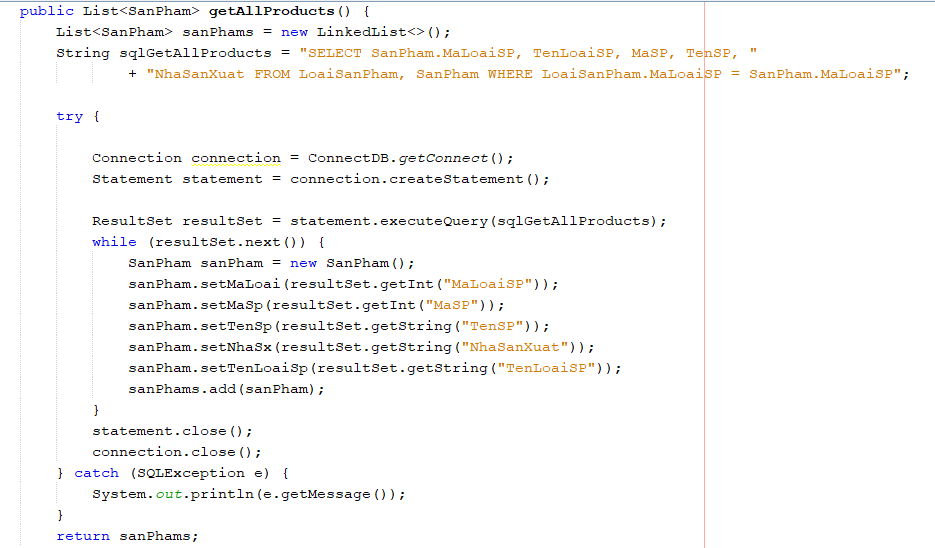 public List<SanPham> getAllProducts() {
List<SanPham> sanPhams = new LinkedList<>();
String sqlGetAllProducts = "SELECT SanPham.MaLoaiSP, TenLoaiSP, MaSP, TenSP, "
+ "NhaSanXuat FROM LoaiSanPham, SanPham WHERE LoaiSanPham.MaLoaiSP = SanPham.MaLoaiSP";
try {
Connection connection = ConnectDB.getConnect();
Statement statement = connection.createStatement();
ResultSet resultSet = statement.executeQuery(sqlGetAllProducts);
while (resultSet.next()) {
SanPham sanPham = new SanPham();
sanPham.setMaLoai(resultSet.getInt("MaLoaiSP"));
sanPham.setMaSp(resultSet.getInt("MaSP"));
sanPham.setTenSp(resultSet.getString("TenSP"));
sanPham.setNhaSx(resultSet.getString("NhaSanXuat"));
sanPham.setTenLoaiSp(resultSet.getString("TenLoaiSP"));
sanPhams.add(sanPham);
}
statement.close();
connection.close();
} catch (SQLException e) {
System.out.println(e.getMessage());
}
return sanPhams;